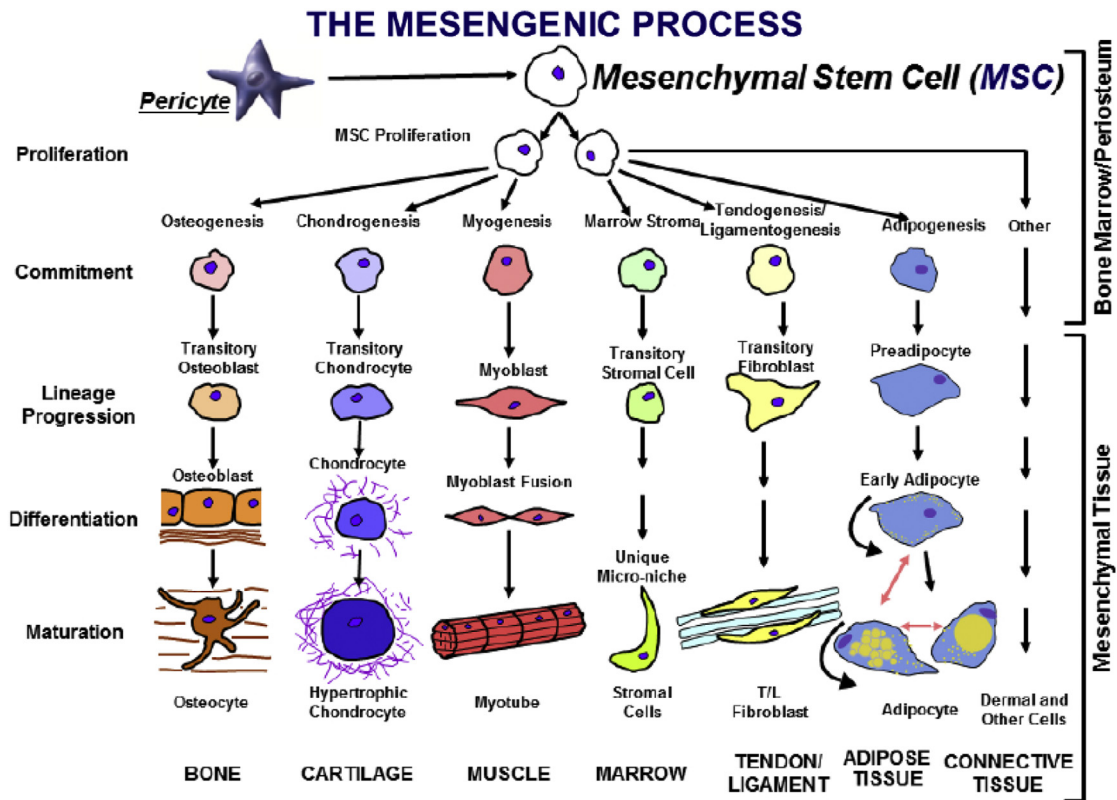 THE MESENGENIC PROCESS
Pericyte
Mesenchymal Stem Cell (MSC)
MSC Proliferation
Proliferation
Osteogenesis
Chondrogenesis
Myogenesis
Marrow Stroma
Tendogenesis/
Ligamentogenesis
Adipogenesis
Other
Commitment
Bone Marrow/Periosteum
Transitory
Osteoblast
Transitory
Chondrocyte
Myoblast
Transitory
Stromal Cell
Transitory
Fibroblast
Preadipocyte
Lineage
Progression
Osteoblast
Chondrocyte
Myoblast Fusion
Early Adipocyte
Differentiation
Unique
Micro-niche
Maturation
Mesenchymal Tissue
Osteocyte
Hypertrophic
Chondrocyte
Myotube
Stromal
Cells
T/L
Fibroblast
Adipocyte
Dermal and
Other Cells
BONE
CARTILAGE
MUSCLE
MARROW
TENDON/
LIGAMENT
ADIPOSE
TISSUE
CONNECTIVE
TISSUE